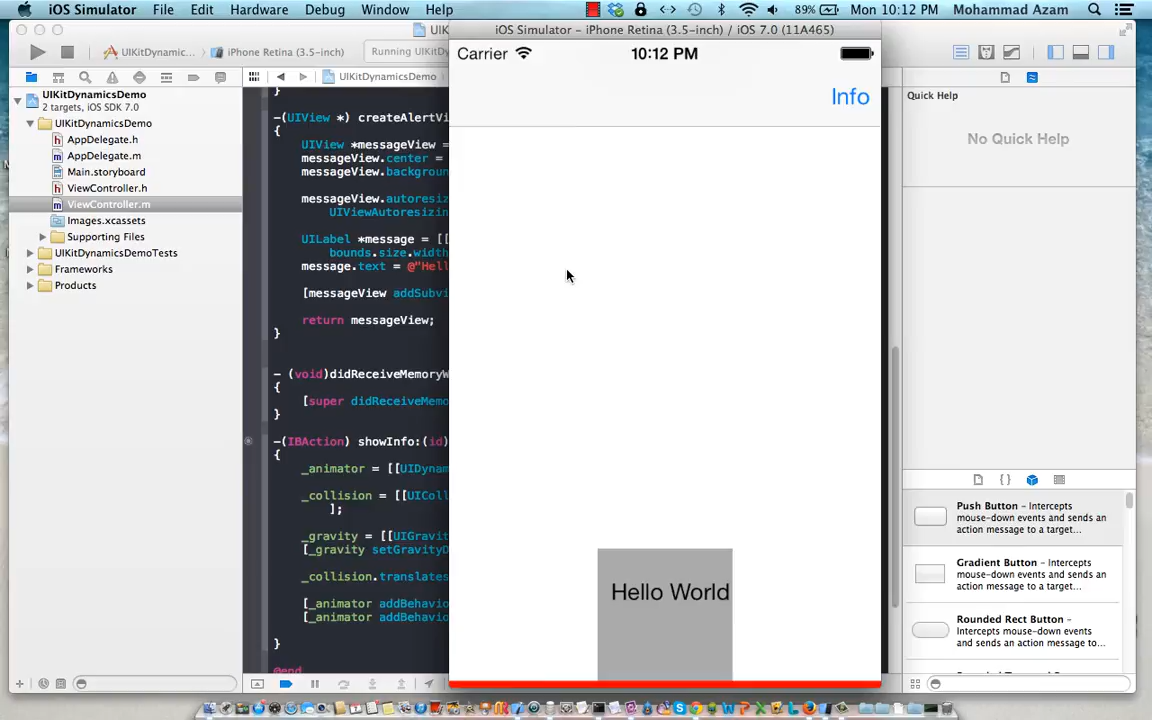 iOS Simulator File Edit Hardware Debug Window Help 89% Mon 10:12 PM Mohammad Azam
iOS Simulator – iPhone Retina (3.5-inch) / iOS 7.0 (11A465)
UIKitDynamic... iPhone Retina (3.5-inch) Running UIKitDy
UIKitDynamicsDemo
Carrier 10:12 PM
Info
Quick Help
No Quick Help
UIKitDynamicsDemo
2 targets, iOS SDK 7.0
UIKitDynamicsDemo
AppDelegate.h
AppDelegate.m
Main.storyboard
ViewController.h
ViewController.m
Images.xcassets
Supporting Files
UIKitDynamicsDemoTests
Frameworks
Products
}
-(UIView *) createAlertVi
{
UIView *messageView =
messageView.center =
messageView.backgroun
messageView.autoresiz
UIViewAutoresizin
UILabel *message = [[
bounds.size.width
message.text = @"Hell
[messageView addSubvi
return messageView;
}
- (void)didReceiveMemoryW
{
[super didReceiveMemo
}
-(IBAction) showInfo:(id)
{
_animator = [[UIDynam
_collision = [[UIColl
];
_gravity = [[UIGravit
[_gravity setGravityD
_collision.translates
[_animator addBehavio
[_animator addBehavio
}
@end
Hello World
Push Button – Intercepts
mouse-down events and sends an
action message to a target...
Gradient Button – Intercepts
mouse-down events and sends an
action message to a target...
Rounded Rect Button –
Intercepts mouse-down events
and sends an action message to...